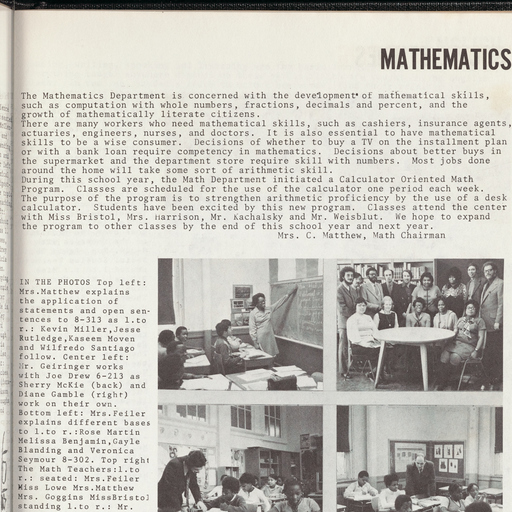 MATHEMATICS
The Mathematics Department is concerned with the development of mathematical skills,
such as computation with whole numbers, fractions, decimals and percent, and the
growth of mathematically literate citizens.
There are many workers who need mathematical skills, such as cashiers, insurance agents,
actuaries, engineers, nurses, and doctors. It is also essential to have mathematical
skills to be a wise consumer. Decisions of whether to buy a TV on the installment plan
or with a bank loan require competency in mathematics. Decisions about better buys in
the supermarket and the department store require skill with numbers. Most jobs done
around the home will take some sort of arithmetic skill.
During this school year, the Math Department initiated a Calculator Oriented Math
Program. Classes are scheduled for the use of the calculator one period each week.
The purpose of the program is to strengthen arithmetic proficiency by the use of a desk
calculator. Students have been excited by this new program. Classes attend the center
with Miss Bristol, Mrs. Harrison, Mr. Kachalsky and Mr. Weisblut. We hope to expand
the program to other classes by the end of this school year and next year.
Mrs. C. Matthew, Math Chairman
IN THE PHOTOS Top left:
Mrs.Matthew explains
the application of
statements and open sen-
tences to 8-313 as l.to
r.: Kevin Miller,Jesse
Rutledge,Kaseem Moven
and Wilfredo Santiago
follow. Center left:
Mr. Geiringer works
with Joe Drew 6-213 as
Sherry McKie (back) and
Diane Gamble (right)
work on their own.
Bottom left: Mrs.Feiler
explains different bases
to l.to r.:Rose Martin
Melissa Benjamin,Gayle
Blanding and Veronica
Seymour 8-302. Top right
The Math Teachers:l.to
r.: seated: Mrs.Feiler
Miss Lowe Mrs.Matthew
Mrs. Goggins MissBristol
standing l.to r.: Mr.